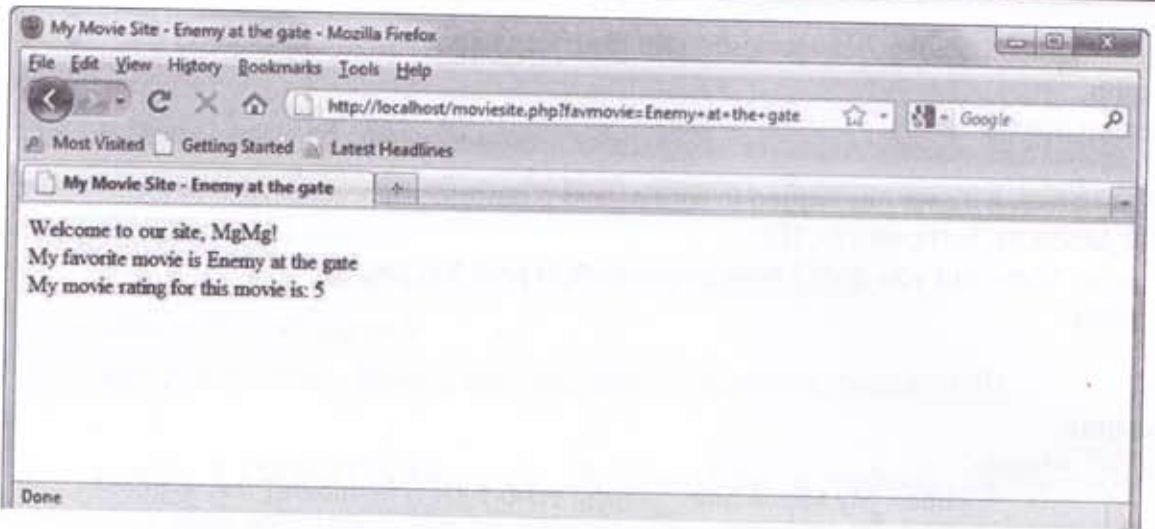 My Movie Site - Enemy at the gate - Mozilla Firefox
File Edit View History Bookmarks Tools Help
http://localhost/moviesite.php?favmovie=Enemy+at+the+gate
Google
Most Visited Getting Started Latest Headlines
My Movie Site - Enemy at the gate
Welcome to our site, MgMg!
My favorite movie is Enemy at the gate
My movie rating for this movie is: 5
Done